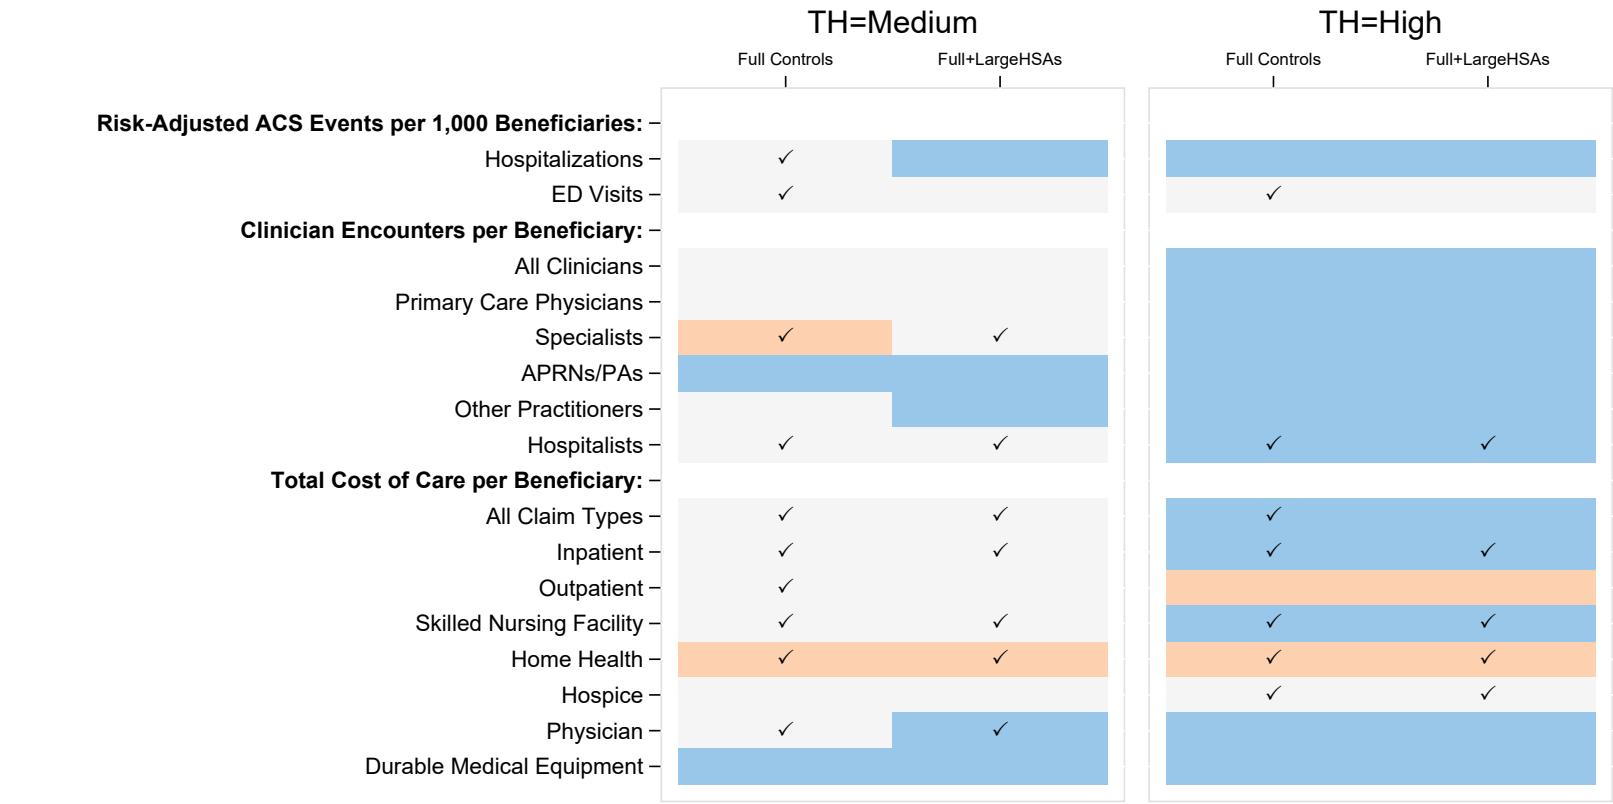 TH=Medium TH=High
Full Controls Full+LargeHSAs Full Controls Full+LargeHSAs
Risk-Adjusted ACS Events per 1,000 Beneficiaries:
Hospitalizations ✓
ED Visits ✓ ✓
Clinician Encounters per Beneficiary:
All Clinicians
Primary Care Physicians
Specialists ✓ ✓
APRNs/PAs
Other Practitioners
Hospitalists ✓ ✓ ✓ ✓
Total Cost of Care per Beneficiary:
All Claim Types ✓ ✓ ✓
Inpatient ✓ ✓ ✓ ✓
Outpatient ✓
Skilled Nursing Facility ✓ ✓ ✓ ✓
Home Health ✓ ✓ ✓ ✓
Hospice ✓ ✓
Physician ✓ ✓
Durable Medical Equipment